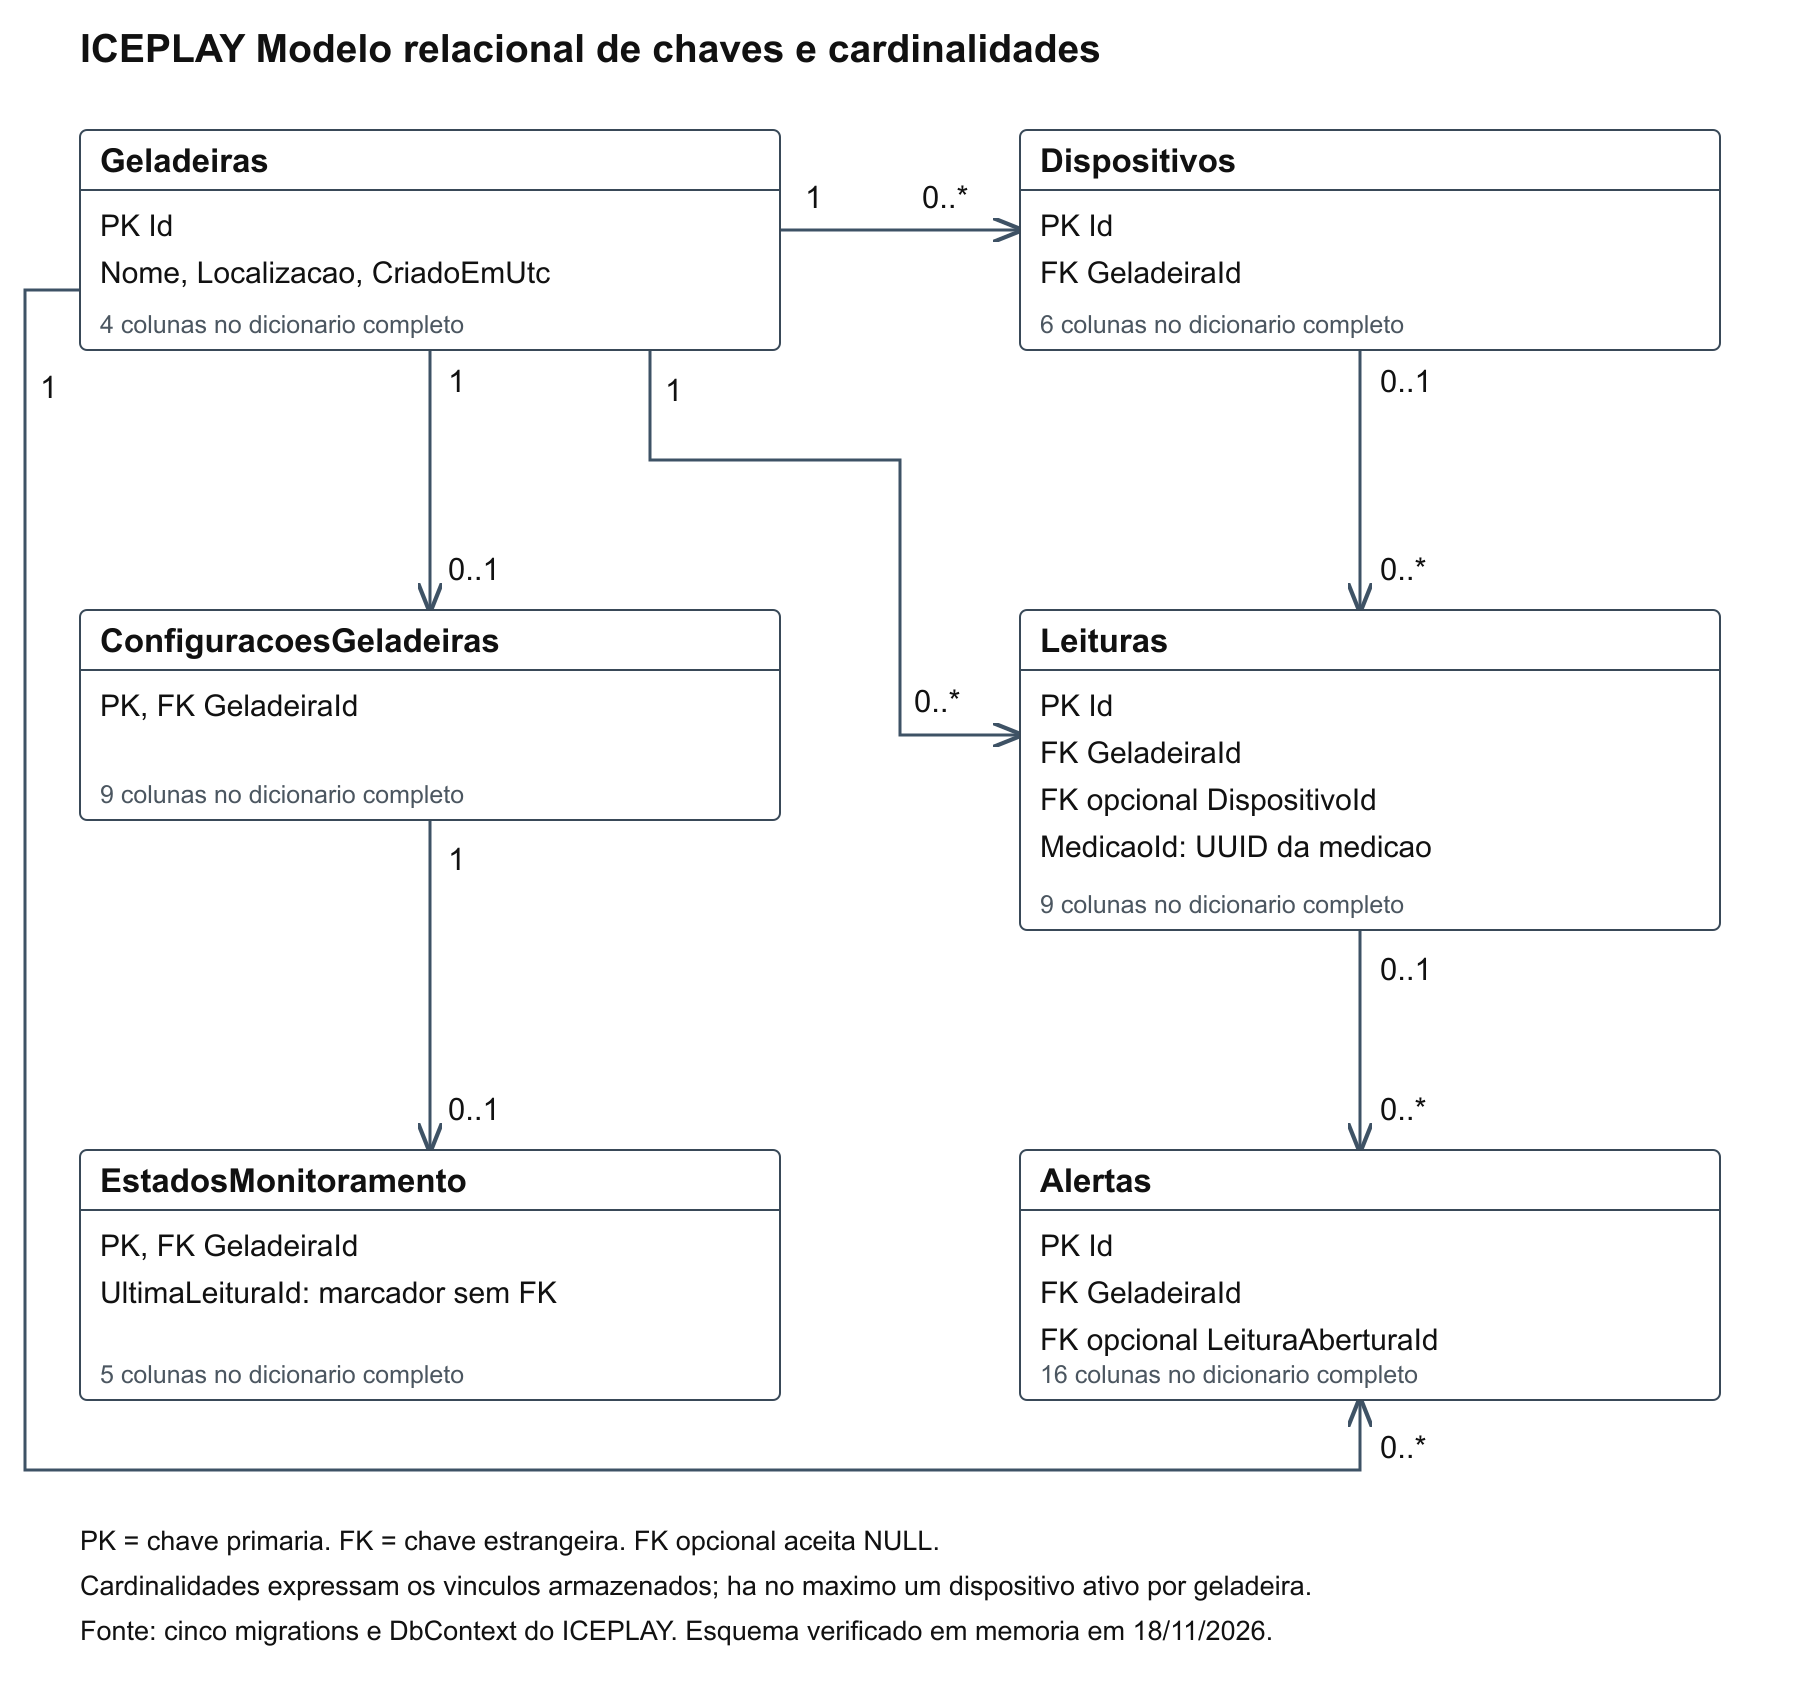 ICEPLAY Modelo relacional de chaves e cardinalidades
Geladeiras
PK Id
Nome, Localizacao, CriadoEmUtc
4 colunas no dicionario completo
1
0..*
Dispositivos
PK Id
FK GeladeiraId
6 colunas no dicionario completo
1
1
1
0..1
0..1
0..*
0..*
ConfiguracoesGeladeiras
PK, FK GeladeiraId
9 colunas no dicionario completo
Leituras
PK Id
FK GeladeiraId
FK opcional DispositivoId
MedicaoId: UUID da medicao
9 colunas no dicionario completo
1
0..1
0..1
0..*
EstadosMonitoramento
PK, FK GeladeiraId
UltimaLeituraId: marcador sem FK
5 colunas no dicionario completo
Alertas
PK Id
FK GeladeiraId
FK opcional LeituraAberturaId
16 colunas no dicionario completo
0..*
PK = chave primaria. FK = chave estrangeira. FK opcional aceita NULL.
Cardinalidades expressam os vinculos armazenados; ha no maximo um dispositivo ativo por geladeira.
Fonte: cinco migrations e DbContext do ICEPLAY. Esquema verificado em memoria em 18/11/2026.